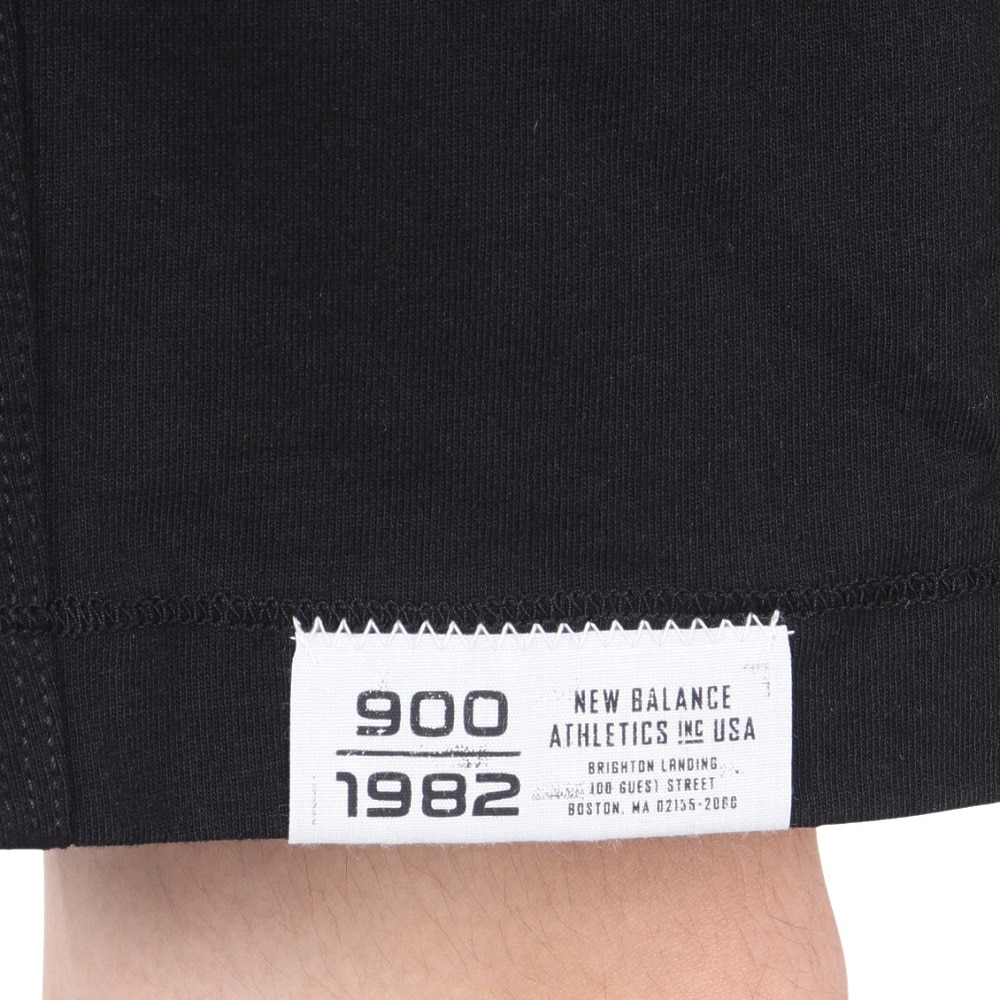 900
1982
NEW BALANCE
ATHLETICS INC USA
BRIGHTON LANDING
100 GUEST STREET
BOSTON, MA 02135-2088